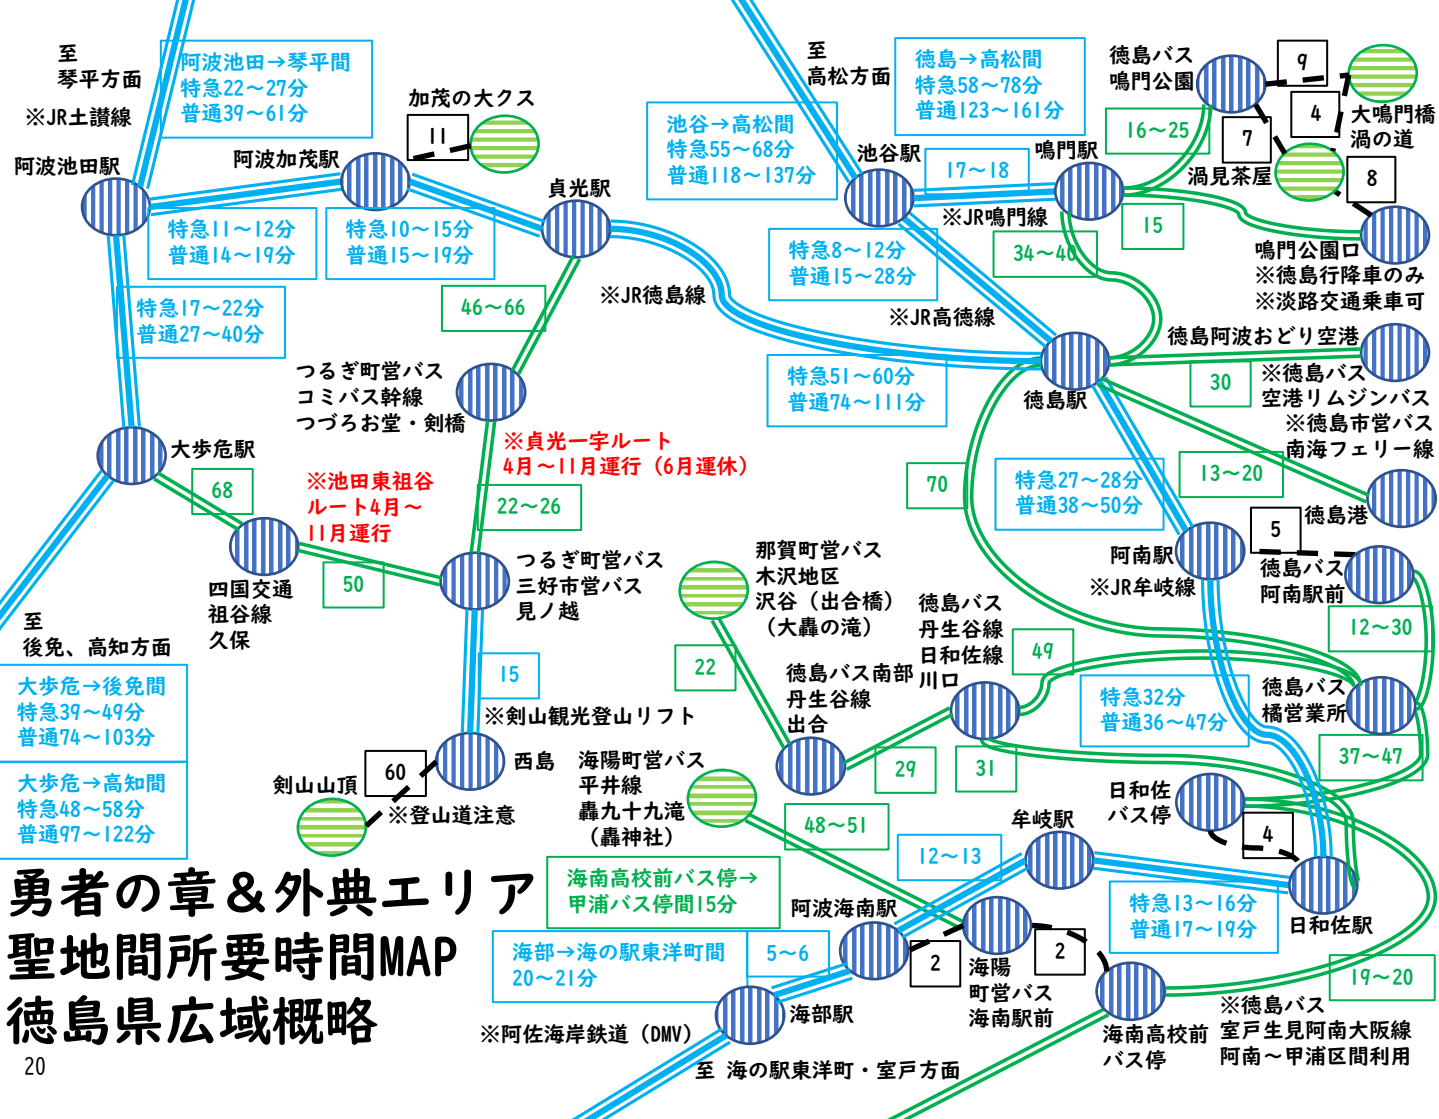 至
琴平方面
※JR土讃線
阿波池田→琴平間
特急22〜27分
普通39〜61分
加茂の大クス
11
阿波池田駅
阿波加茂駅
貞光駅
特急11〜12分
普通14〜19分
特急10〜15分
普通15〜19分
特急17〜22分
普通27〜40分
46〜66
※JR徳島線
至
高松方面
徳島→高松間
特急58〜78分
普通123〜161分
池谷→高松間
特急55〜68分
普通118〜137分
池谷駅
17〜18
鳴門駅
※JR鳴門線
徳島バス
鳴門公園
9
4
7
大鳴門橋
渦の道
16〜25
渦見茶屋
8
15
34〜40
鳴門公園口
※徳島行降車のみ
※淡路交通乗車可
特急8〜12分
普通15〜28分
※JR高徳線
徳島阿波おどり空港
30
※徳島バス
空港リムジンバス
※徳島市営バス
南海フェリー線
特急51〜60分
普通74〜111分
徳島駅
13〜20
徳島港
つるぎ町営バス
コミバス幹線
つづろお堂・剣橋
大歩危駅
68
※貞光一宇ルート
4月〜11月運行（6月運休）
※池田東祖谷
ルート4月〜
11月運行
22〜26
50
四国交通
祖谷線
久保
つるぎ町営バス
三好市営バス
見ノ越
15
※剣山観光登山リフト
西島
60
剣山山頂
※登山道注意
至
後免、高知方面
大歩危→後免間
特急39〜49分
普通74〜103分
大歩危→高知間
特急48〜58分
普通97〜122分
70
特急27〜28分
普通38〜50分
阿南駅
※JR牟岐線
5
徳島バス
阿南駅前
12〜30
那賀町営バス
木沢地区
沢谷（出合橋）
（大轟の滝）
22
徳島バス
丹生谷線
日和佐線
川口
49
徳島バス南部
丹生谷線
出合
29
31
特急32分
普通36〜47分
徳島バス
橘営業所
37〜47
日和佐
バス停
4
海陽町営バス
平井線
轟九十九滝
（轟神社）
48〜51
牟岐駅
12〜13
特急13〜16分
普通17〜19分
日和佐駅
海南高校前バス停→
甲浦バス停間15分
阿波海南駅
海部→海の駅東洋町間
20〜21分
5〜6
2
海陽
町営バス
海南駅前
2
19〜20
海部駅
※阿佐海岸鉄道（DMV）
至 海の駅東洋町・室戸方面
海南高校前
バス停
※徳島バス
室戸生見阿南大阪線
阿南〜甲浦区間利用
勇者の章＆外典エリア
聖地間所要時間MAP
徳島県広域概略
20